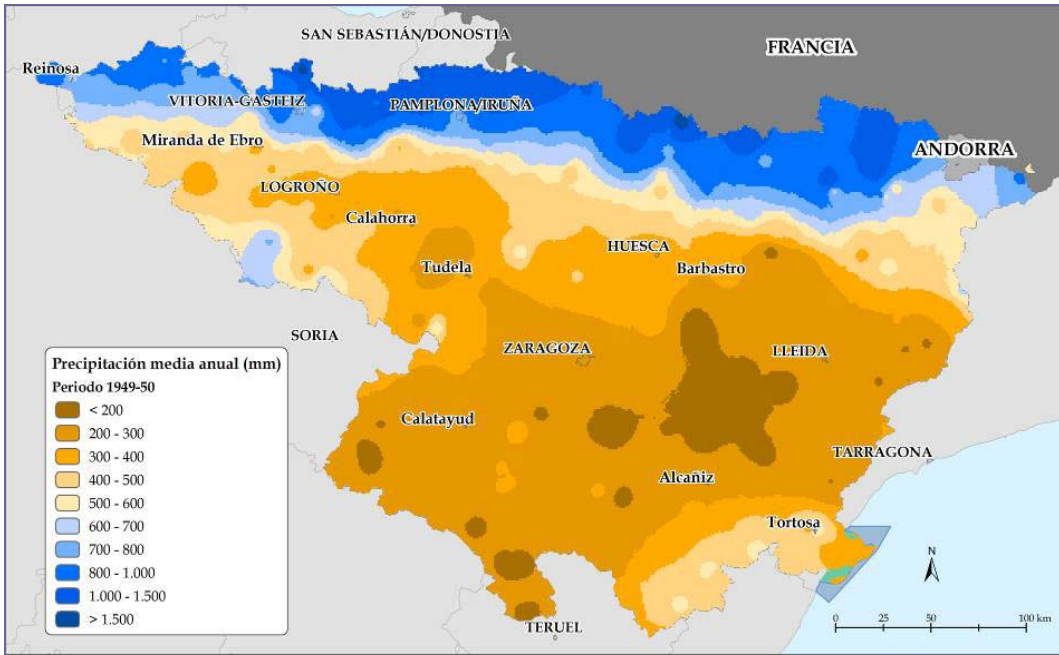 SAN SEBASTIÁN/DONOSTIA
FRANCIA
Reinosa
VITORIA-GASTEIZ
PAMPLONA/IRUÑA
Miranda de Ebro
ANDORRA
LOGROÑO
Calahorra
HUESCA
Tudela
Barbastro
SORIA
ZARAGOZA
LLEIDA
Calatayud
TARRAGONA
Alcañiz
Tortosa
TERUEL
Precipitación media anual (mm)
Periodo 1949-50
< 200
200 - 300
300 - 400
400 - 500
500 - 600
600 - 700
700 - 800
800 - 1.000
1.000 - 1.500
> 1.500
N
0 25 50 100 km